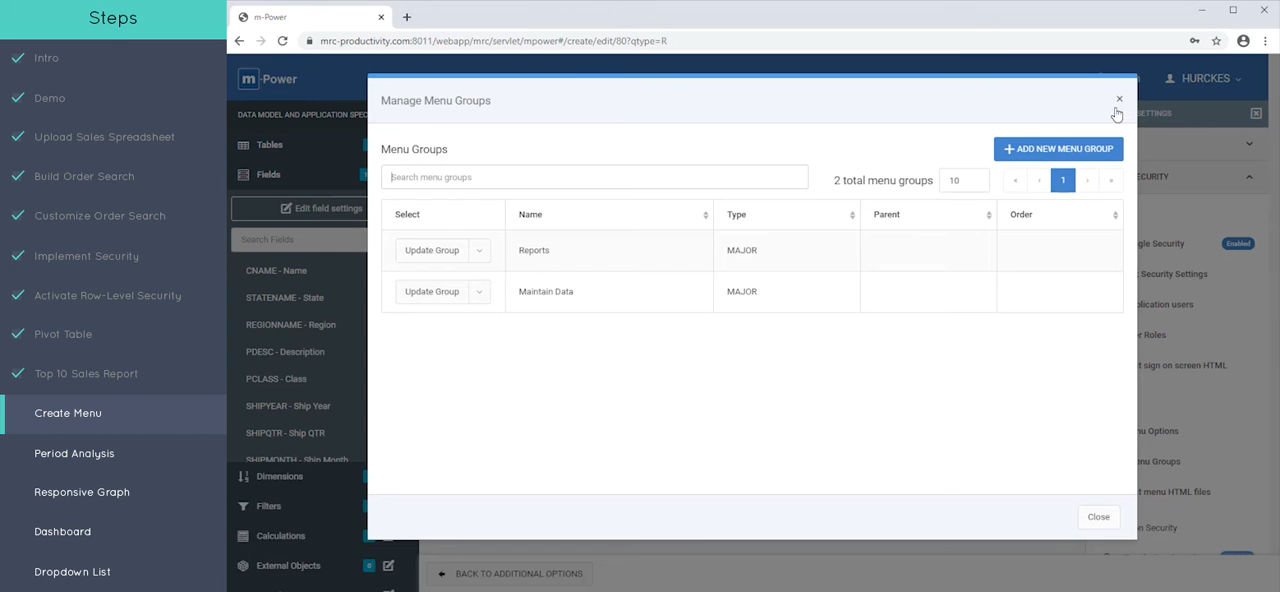 Steps
Intro
Demo
Upload Sales Spreadsheet
Build Order Search
Customize Order Search
Implement Security
Activate Row-Level Security
Pivot Table
Top 10 Sales Report
Create Menu
Period Analysis
Responsive Graph
Dashboard
Dropdown List
m-Power
mrc-productivity.com:8011/webapp/mrc/servlet/mpower#/create/edit/80?qtype=R
m-Power
HURCKES
DATA MODEL AND APPLICATION SPEC
Tables
Fields
Edit field settings
Search Fields
CNAME - Name
STATENAME - State
REGIONNAME - Region
PDESC - Description
PCLASS - Class
SHIPYEAR - Ship Year
SHIPQTR - Ship QTR
SHIPMONTH - Ship Month
Dimensions
Filters
Calculations
External Objects
0
Manage Menu Groups
×
Menu Groups
+ ADD NEW MENU GROUP
Search menu groups
2 total menu groups
10
« ‹ 1 › »
Select Name Type Parent Order
Update Group Reports MAJOR
Update Group Maintain Data MAJOR
Close
BACK TO ADDITIONAL OPTIONS
SETTINGS
ECURITY
gle Security
Enabled
t Security Settings
plication users
r Roles
t sign on screen HTML
nu Options
nu Groups
t menu HTML files
on Security